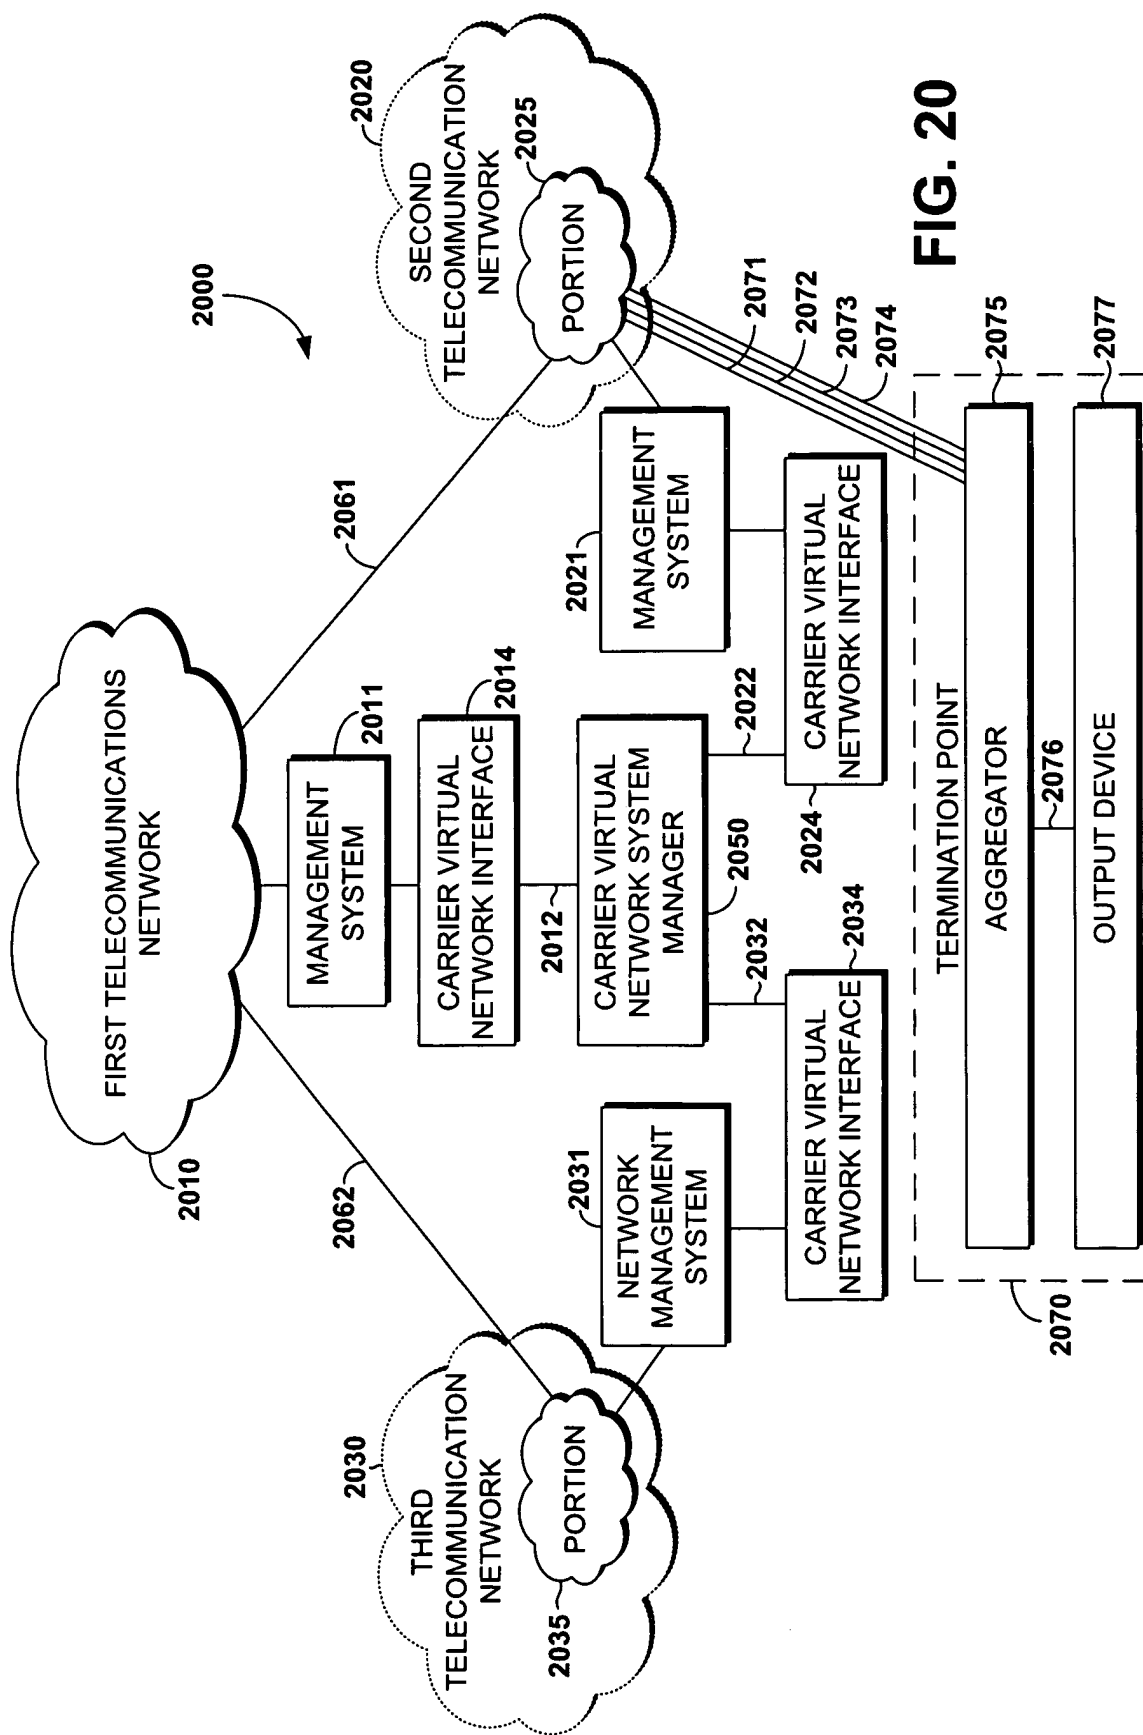 2000
FIRST TELECOMMUNICATIONS
NETWORK
2010
2062
2061
MANAGEMENT
SYSTEM
2011
CARRIER VIRTUAL
NETWORK INTERFACE
2014
2012
CARRIER VIRTUAL
NETWORK SYSTEM
MANAGER
2050
2032
2022
THIRD
TELECOMMUNICATION
NETWORK
2030
PORTION
2035
SECOND
TELECOMMUNICATION
NETWORK
2020
PORTION
2025
NETWORK
MANAGEMENT
SYSTEM
2031
MANAGEMENT
SYSTEM
2021
CARRIER VIRTUAL
NETWORK INTERFACE
2034
CARRIER VIRTUAL
NETWORK INTERFACE
2024
2071
2072
2073
2074
TERMINATION POINT
AGGREGATOR
2075
2076
OUTPUT DEVICE
2077
2070
FIG. 20